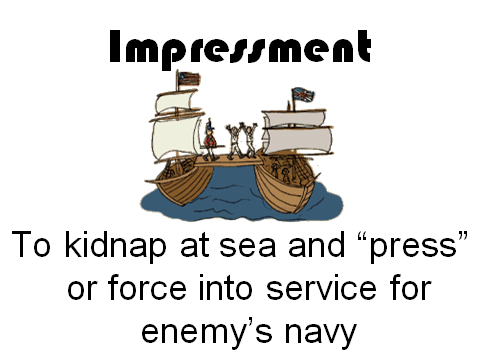 Impressment
To kidnap at sea and “press”
or force into service for
enemy’s navy